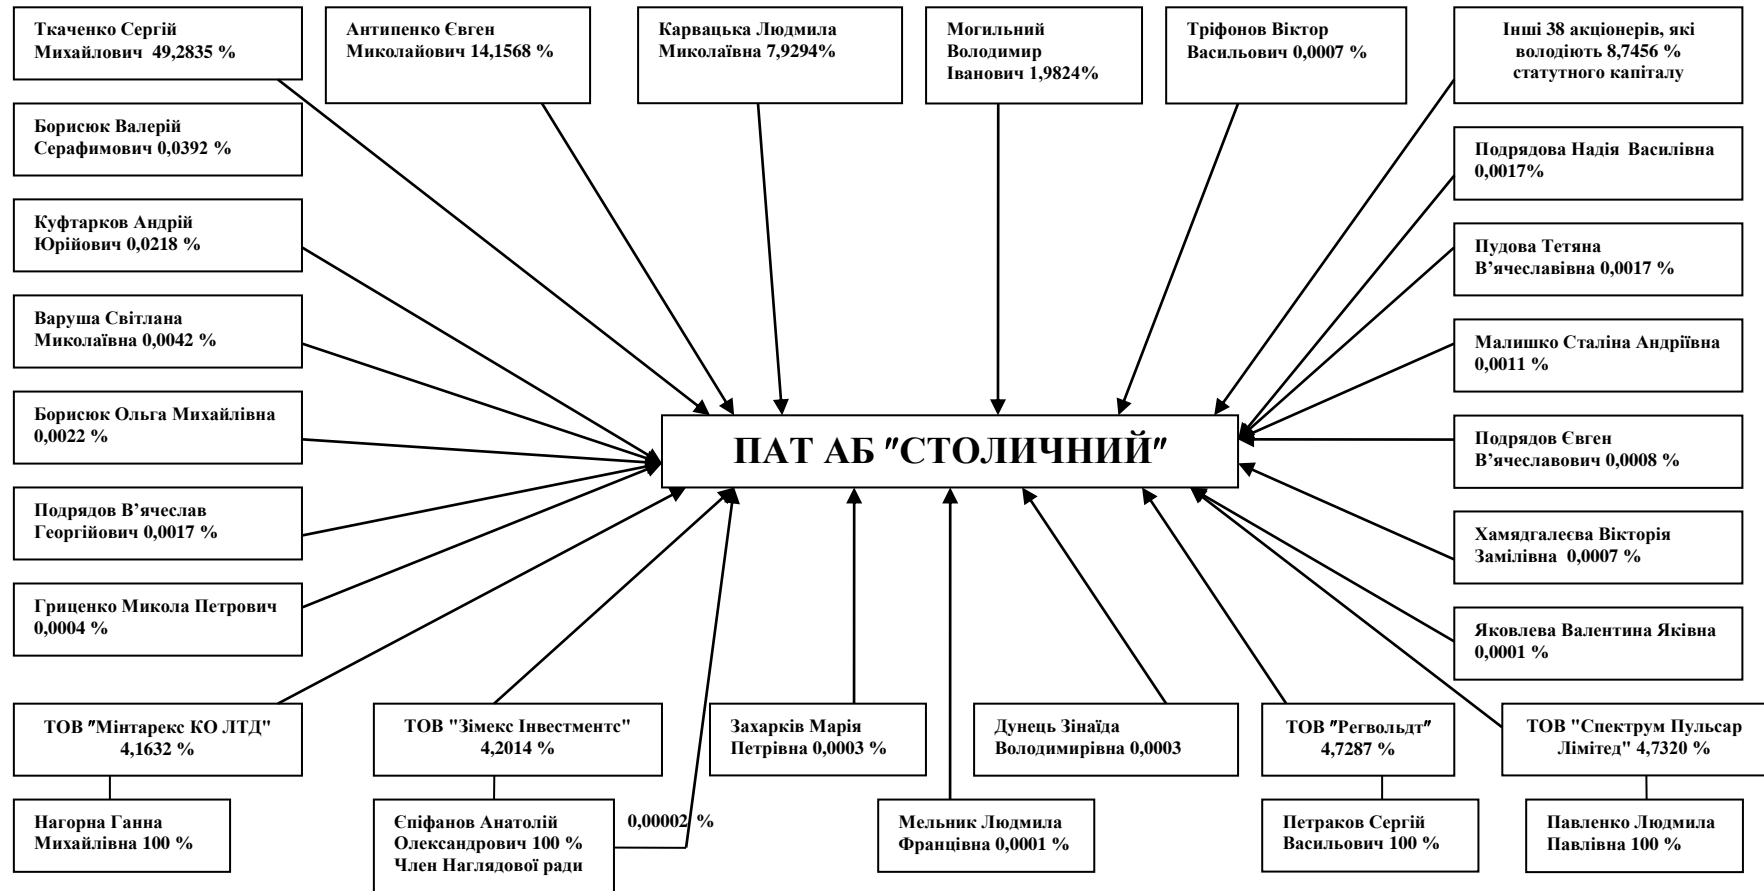 Ткаченко Сергій
Михайлович 49,2835 %
Антипенко Євген
Миколайович 14,1568 %
Карвацька Людмила
Миколаївна 7,9294%
Могильний
Володимир
Іванович 1,9824%
Тріфонов Віктор
Васильович 0,0007 %
Інші 38 акціонерів, які
володіють 8,7456 %
статутного капіталу
Борисюк Валерій
Серафимович 0,0392 %
Подрядова Надія Василівна
0,0017%
Куфтарков Андрій
Юрійович 0,0218 %
Пудова Тетяна
В’ячеславівна 0,0017 %
Варуша Світлана
Миколаївна 0,0042 %
Малишко Сталіна Андріївна
0,0011 %
Борисюк Ольга Михайлівна
0,0022 %
ПАТ АБ "СТОЛИЧНИЙ"
Подрядов Євген
В’ячеславович 0,0008 %
Подрядов В’ячеслав
Георгійович 0,0017 %
Хамядгалеєва Вікторія
Замілівна 0,0007 %
Гриценко Микола Петрович
0,0004 %
Яковлева Валентина Яківна
0,0001 %
ТОВ "Мінтарекс КО ЛТД"
4,1632 %
ТОВ "Зімекс Інвестментс"
4,2014 %
Захарків Марія
Петрівна 0,0003 %
Дунець Зінаїда
Володимирівна 0,0003
ТОВ "Регвольдт"
4,7287 %
ТОВ "Спектрум Пульсар
Лімітед" 4,7320 %
Нагорна Ганна
Михайлівна 100 %
Єпіфанов Анатолій
Олександрович 100 %
Член Наглядової ради
0,00002 %
Мельник Людмила
Францівна 0,0001 %
Петраков Сергій
Васильович 100 %
Павленко Людмила
Павлівна 100 %